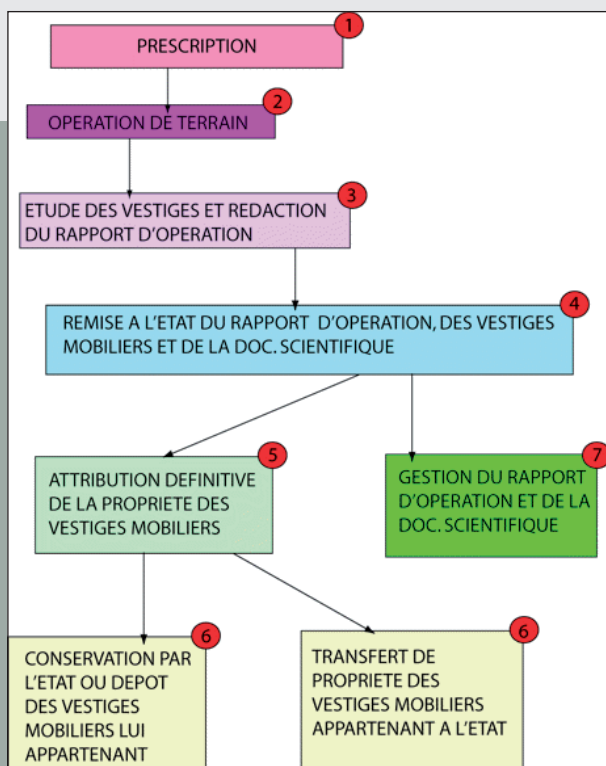 1
PRESCRIPTION
2
OPERATION DE TERRAIN
3
ETUDE DES VESTIGES ET REDACTION
DU RAPPORT D'OPERATION
4
REMISE A L'ETAT DU RAPPORT D'OPERATION, DES VESTIGES
MOBILIERS ET DE LA DOC. SCIENTIFIQUE
5
ATTRIBUTION DEFINITIVE
DE LA PROPRIETE DES
VESTIGES MOBILIERS
7
GESTION DU RAPPORT
D'OPERATION ET DE LA
DOC. SCIENTIFIQUE
6
CONSERVATION PAR
L'ETAT OU DEPOT
DES VESTIGES
MOBILIERS LUI
APPARTENANT
6
TRANSFERT DE
PROPRIETE DES
VESTIGES MOBILIERS
APPARTENANT A L'ETAT